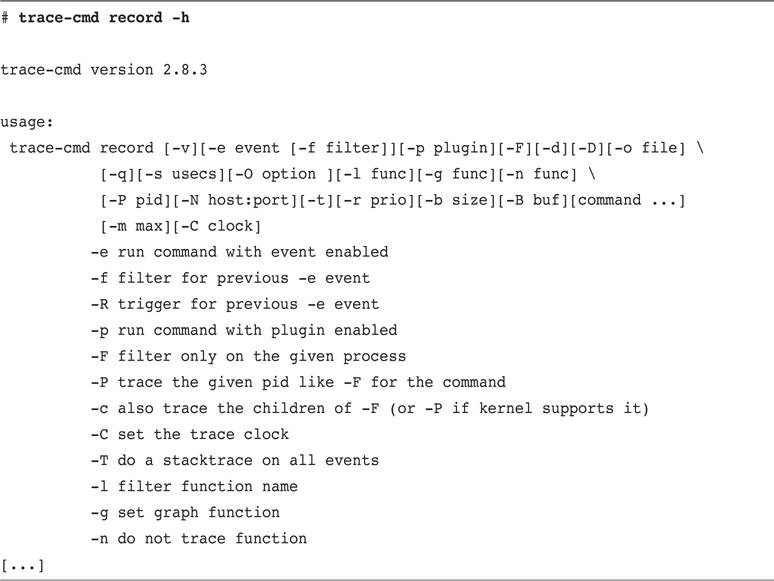 # trace-cmd record -h
trace-cmd version 2.8.3
usage:
trace-cmd record [-v][-e event [-f filter]][-p plugin][-F][-d][-D][-o file] \
[-q][-s usecs][-O option ][-l func][-g func][-n func] \
[-P pid][-N host:port][-t][-r prio][-b size][-B buf][command ...]
[-m max][-C clock]
-e run command with event enabled
-f filter for previous -e event
-R trigger for previous -e event
-p run command with plugin enabled
-F filter only on the given process
-P trace the given pid like -F for the command
-c also trace the children of -F (or -P if kernel supports it)
-C set the trace clock
-T do a stacktrace on all events
-l filter function name
-g set graph function
-n do not trace function
[...]